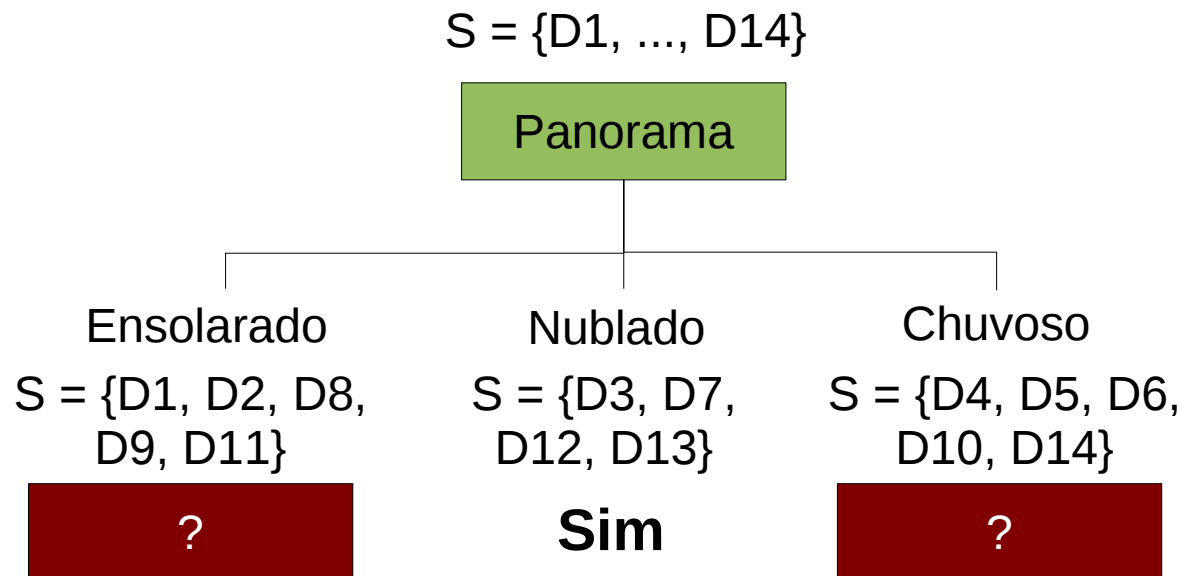 S = {D1, ..., D14}
Panorama
Ensolarado
Nublado
Chuvoso
S = {D1, D2, D8,
D9, D11}
S = {D3, D7,
D12, D13}
S = {D4, D5, D6,
D10, D14}
?
Sim
?